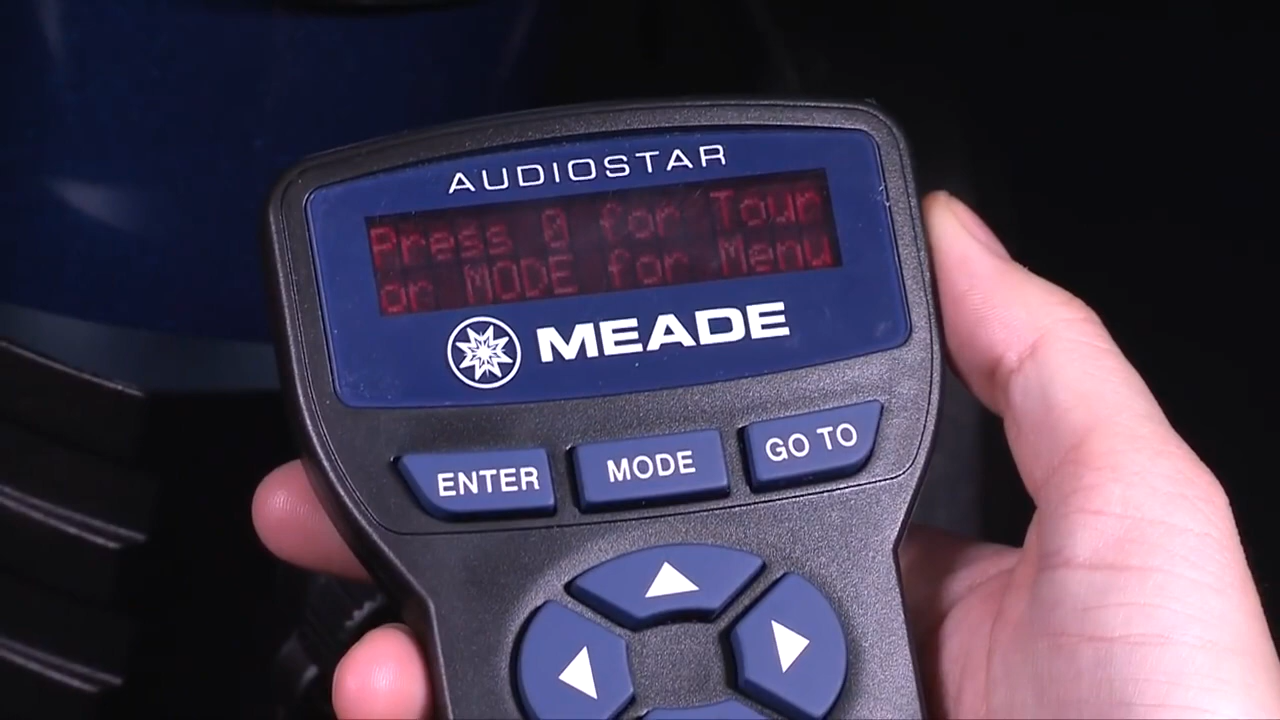 AUDIOSTAR
Press 0 for Tour
or MODE for Menu
MEADE
ENTER MODE GO TO